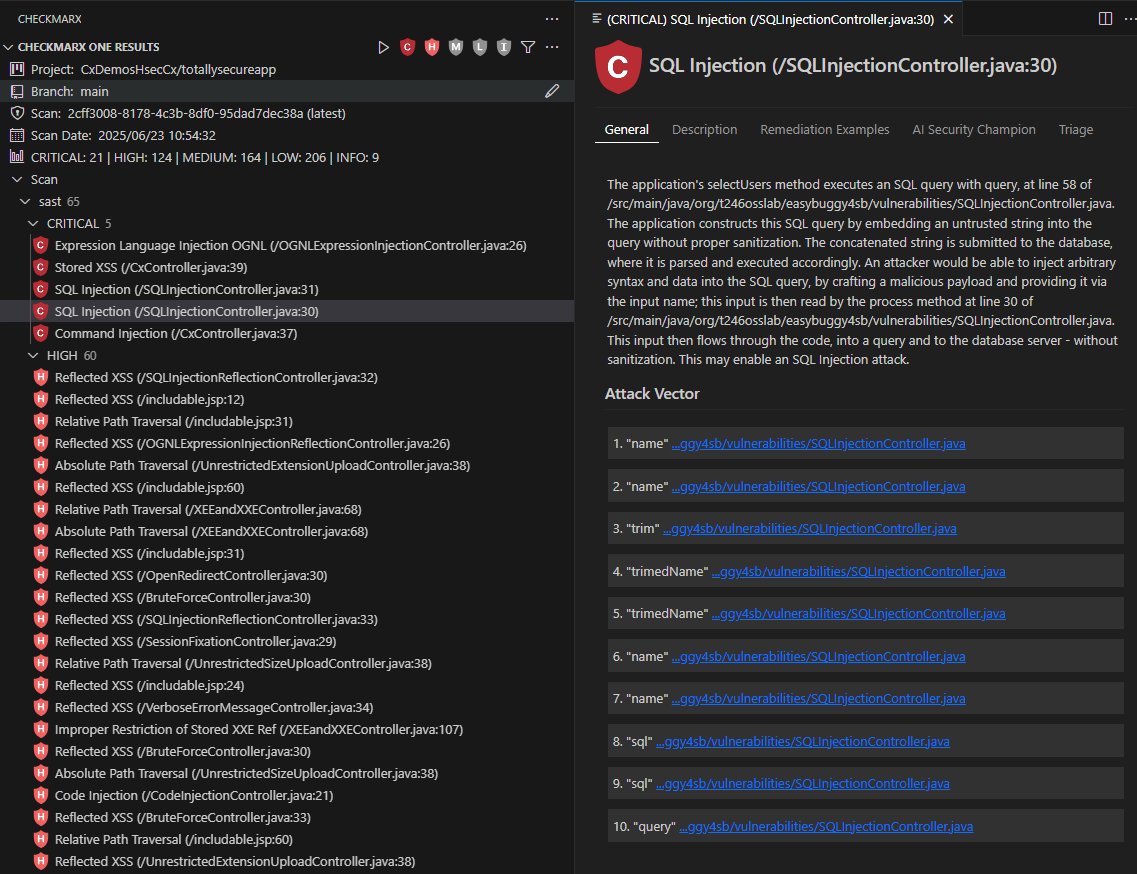 CHECKMARX
CHECKMARX ONE RESULTS
C H M L I
Project: CxDemosHsecCx/totallysecureapp
Branch: main
Scan: 2cff3008-8178-4c3b-8df0-95dad7dec38a (latest)
Scan Date: 2025/06/23 10:54:32
CRITICAL: 21 | HIGH: 124 | MEDIUM: 164 | LOW: 206 | INFO: 9
Scan
sast 65
CRITICAL 5
C Expression Language Injection OGNL (/OGNLExpressionInjectionController.java:26)
C Stored XSS (/CxController.java:39)
C SQL Injection (/SQLInjectionController.java:31)
C SQL Injection (/SQLInjectionController.java:30)
C Command Injection (/CxController.java:37)
HIGH 60
H Reflected XSS (/SQLInjectionReflectionController.java:32)
H Reflected XSS (/includable.jsp:12)
H Relative Path Traversal (/includable.jsp:31)
H Reflected XSS (/OGNLExpressionInjectionReflectionController.java:26)
H Absolute Path Traversal (/UnrestrictedExtensionUploadController.java:38)
H Reflected XSS (/includable.jsp:60)
H Relative Path Traversal (/XEEandXXEController.java:68)
H Absolute Path Traversal (/XEEandXXEController.java:68)
H Reflected XSS (/includable.jsp:31)
H Reflected XSS (/OpenRedirectController.java:30)
H Reflected XSS (/BruteForceController.java:30)
H Reflected XSS (/SQLInjectionReflectionController.java:33)
H Reflected XSS (/SessionFixationController.java:29)
H Relative Path Traversal (/UnrestrictedSizeUploadController.java:38)
H Reflected XSS (/includable.jsp:24)
H Reflected XSS (/VerboseErrorMessageController.java:34)
H Improper Restriction of Stored XXE Ref (/XEEandXXEController.java:107)
H Reflected XSS (/BruteForceController.java:30)
H Absolute Path Traversal (/UnrestrictedSizeUploadController.java:38)
H Code Injection (/CodeInjectionController.java:21)
H Reflected XSS (/BruteForceController.java:33)
H Relative Path Traversal (/includable.jsp:60)
H Reflected XSS (/UnrestrictedExtensionUploadController.java:38)
(CRITICAL) SQL Injection (/SQLInjectionController.java:30)
C SQL Injection (/SQLInjectionController.java:30)
General Description Remediation Examples AI Security Champion Triage
The application's selectUsers method executes an SQL query with query, at line 58 of
/src/main/java/org/t246osslab/easybuggy4sb/vulnerabilities/SQLInjectionController.java.
The application constructs this SQL query by embedding an untrusted string into the
query without proper sanitization. The concatenated string is submitted to the database,
where it is parsed and executed accordingly. An attacker would be able to inject arbitrary
syntax and data into the SQL query, by crafting a malicious payload and providing it via
the input name; this input is then read by the process method at line 30 of
/src/main/java/org/t246osslab/easybuggy4sb/vulnerabilities/SQLInjectionController.java.
This input then flows through the code, into a query and to the database server - without
sanitization. This may enable an SQL Injection attack.
Attack Vector
1. "name" ...ggy4sb/vulnerabilities/SQLInjectionController.java
2. "name" ...ggy4sb/vulnerabilities/SQLInjectionController.java
3. "trim" ...ggy4sb/vulnerabilities/SQLInjectionController.java
4. "trimedName" ...ggy4sb/vulnerabilities/SQLInjectionController.java
5. "trimedName" ...ggy4sb/vulnerabilities/SQLInjectionController.java
6. "name" ...ggy4sb/vulnerabilities/SQLInjectionController.java
7. "name" ...ggy4sb/vulnerabilities/SQLInjectionController.java
8. "sql" ...ggy4sb/vulnerabilities/SQLInjectionController.java
9. "sql" ...ggy4sb/vulnerabilities/SQLInjectionController.java
10. "query" ...ggy4sb/vulnerabilities/SQLInjectionController.java